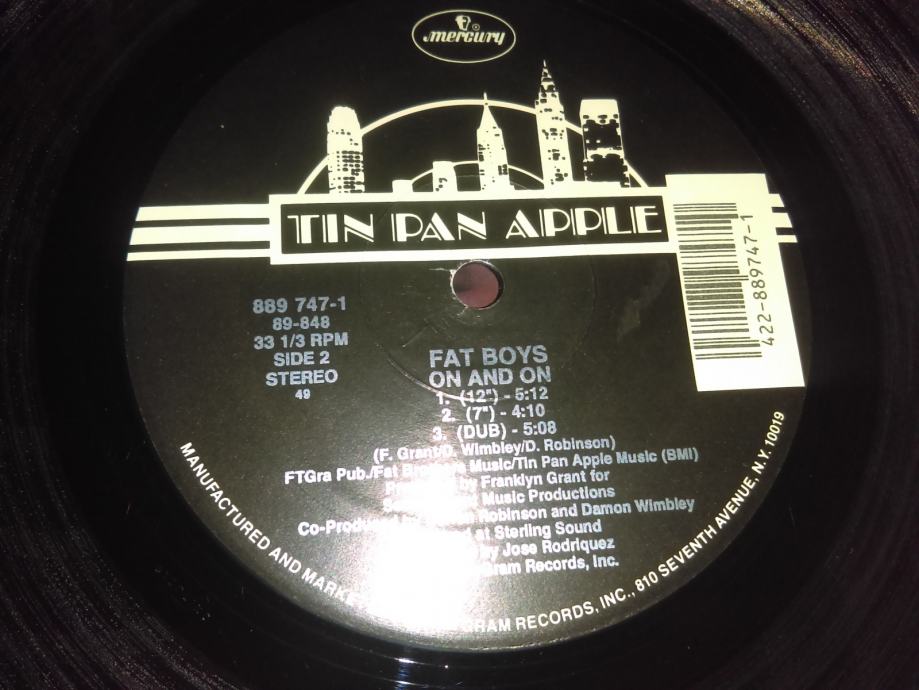 mercury
TIN PAN APPLE
422-889747-1
889 747-1
89-848
33 1/3 RPM
SIDE 2
STEREO
49
FAT BOYS
ON AND ON
1. (12") - 5:12
2. (7") - 4:10
3. (DUB) - 5:08
(F. Grant/D. Wimbley/D. Robinson)
FTGra Pub./Fat Music/Tin Pan Apple Music (BMI)
by Franklyn Grant for
Music Productions
Robinson and Damon Wimbley
at Sterling Sound
by Jose Rodriquez
Records, Inc.
MANUFACTURED AND RECORDS, INC., 810 SEVENTH AVENUE, N.Y. 10019